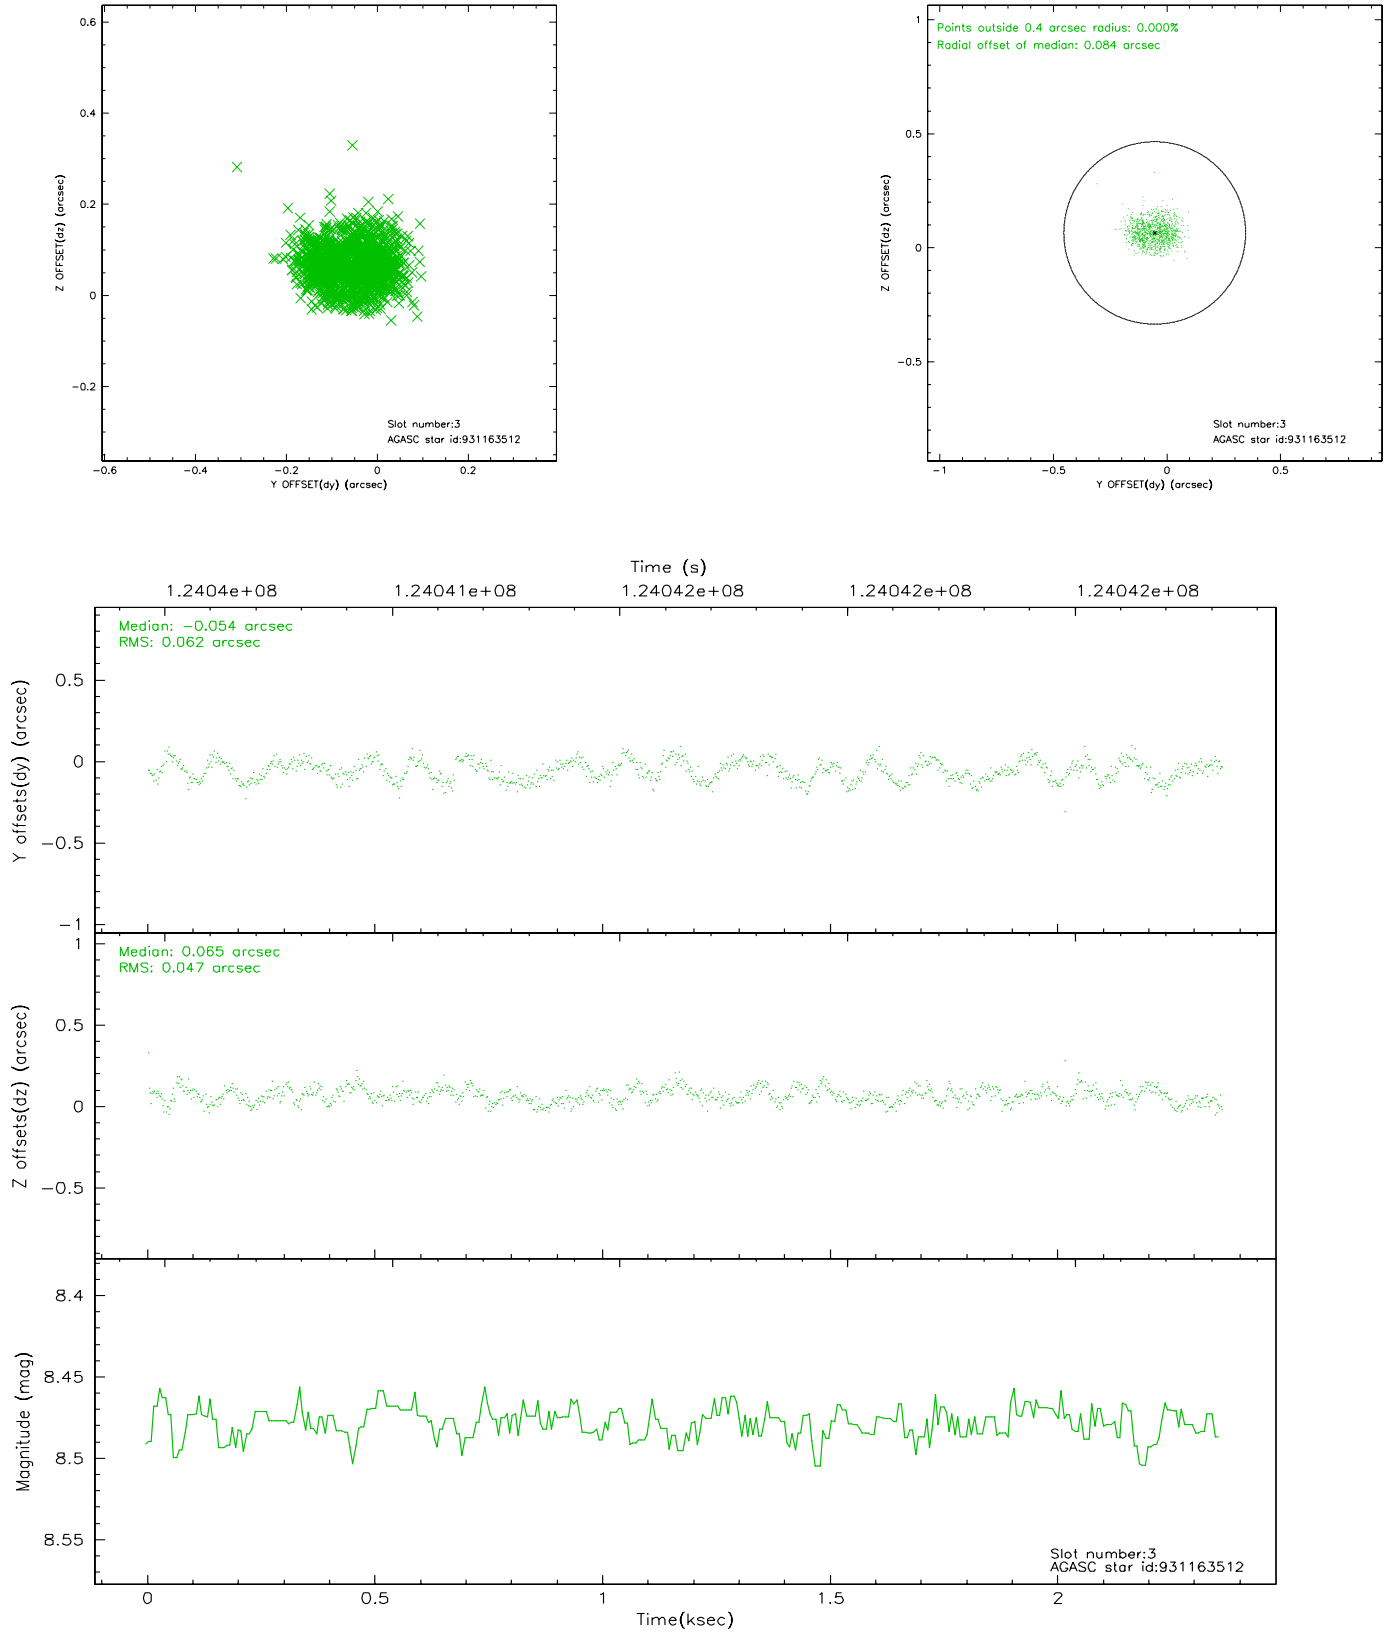 0.6
0.4
0.2
0
−0.2
Z OFFSET(dz) (arcsec)
Slot number:3
AGASC star id:931163512
−0.6
−0.4
−0.2
0
0.2
Y OFFSET(dy) (arcsec)
Points outside 0.4 arcsec radius: 0.000%
Radial offset of median: 0.084 arcsec
1
0.5
0
−0.5
Z OFFSET(dz) (arcsec)
Slot number:3
AGASC star id:931163512
−1
−0.5
0
0.5
Y OFFSET(dy) (arcsec)
Time (s)
1.2404e+08
1.24041e+08
1.24042e+08
1.24042e+08
1.24042e+08
Median: −0.054 arcsec
RMS: 0.062 arcsec
0.5
0
−0.5
−1
Y offsets(dy) (arcsec)
Median: 0.065 arcsec
RMS: 0.047 arcsec
1
0.5
0
−0.5
Z offsets(dz) (arcsec)
8.4
8.45
8.5
8.55
Magnitude (mag)
Slot number:3
AGASC star id:931163512
0
0.5
1
1.5
2
Time(ksec)